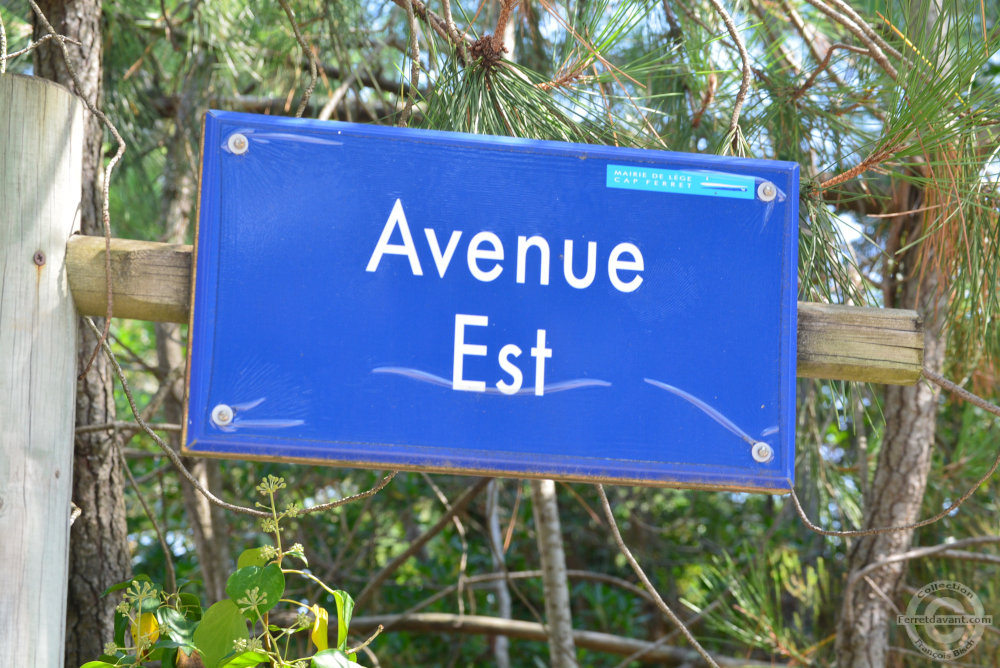 MAIRIE DE LÈGE
CAP FERRET
Avenue
Est
Collection
Ferretdavant.com
François Bisch